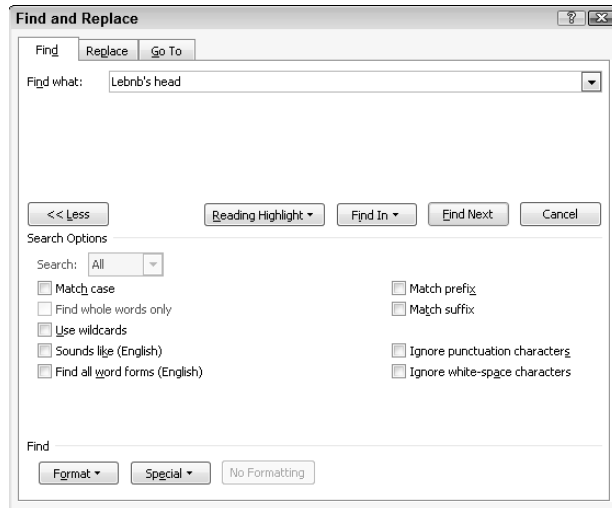 Find and Replace
Find Replace Go To
Find what: Lebnb's head
<< Less Reading Highlight Find In Find Next Cancel
Search Options
Search: All
Match case Match prefix
Find whole words only Match suffix
Use wildcards
Sounds like (English) Ignore punctuation characters
Find all word forms (English) Ignore white-space characters
Find
Format Special No Formatting